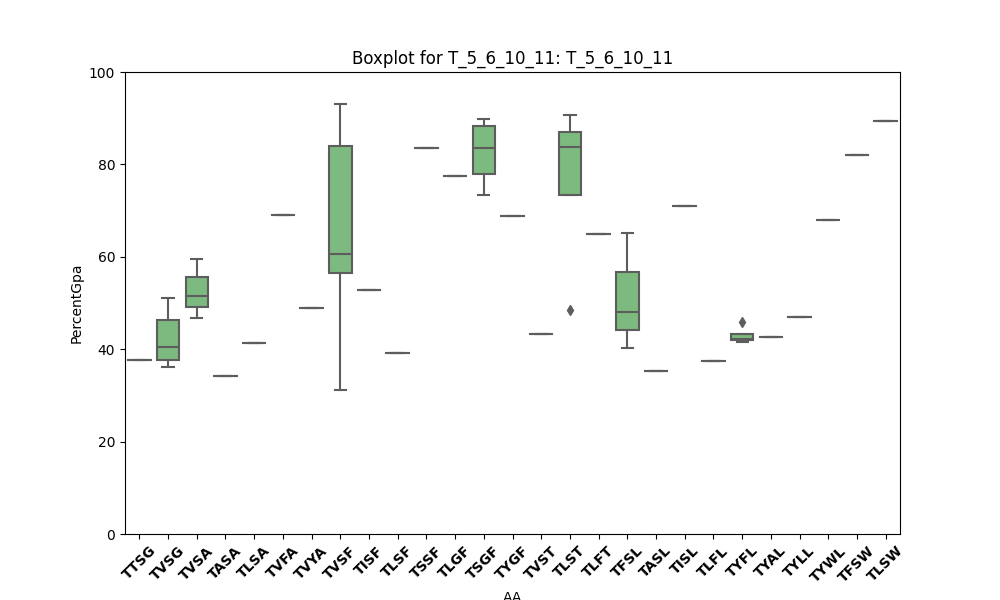 Boxplot for T_5_6_10_11: T_5_6_10_11
100
80
60
40
20
0
PercentGpa
TTSG
TVSG
TVSA
TASA
TLSA
TVFA
TVYA
TVSF
TISF
TLSF
TSSF
TLGF
TSGF
TYGF
TVST
TLST
TLFT
TFSL
TASL
TISL
TLFL
TYFL
TYAL
TYLL
TYWL
TFSW
TLSW
AA